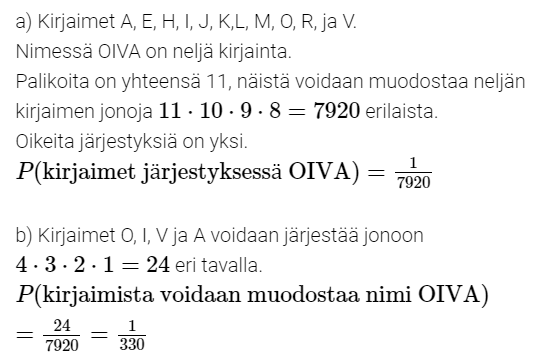 a) Kirjaimet A, E, H, I, J, K,L, M, O, R, ja V.
Nimessä OIVA on neljä kirjainta.
Palikoita on yhteensä 11, näistä voidaan muodostaa neljän
kirjaimen jonoja 11 · 10 · 9 · 8 = 7920 erilaista.
Oikeita järjestyksiä on yksi.
P(kirjaimet järjestyksessä OIVA) = 1/7920
b) Kirjaimet O, I, V ja A voidaan järjestää jonoon
4 · 3 · 2 · 1 = 24 eri tavalla.
P(kirjaimista voidaan muodostaa nimi OIVA)
= 24/7920 = 1/330